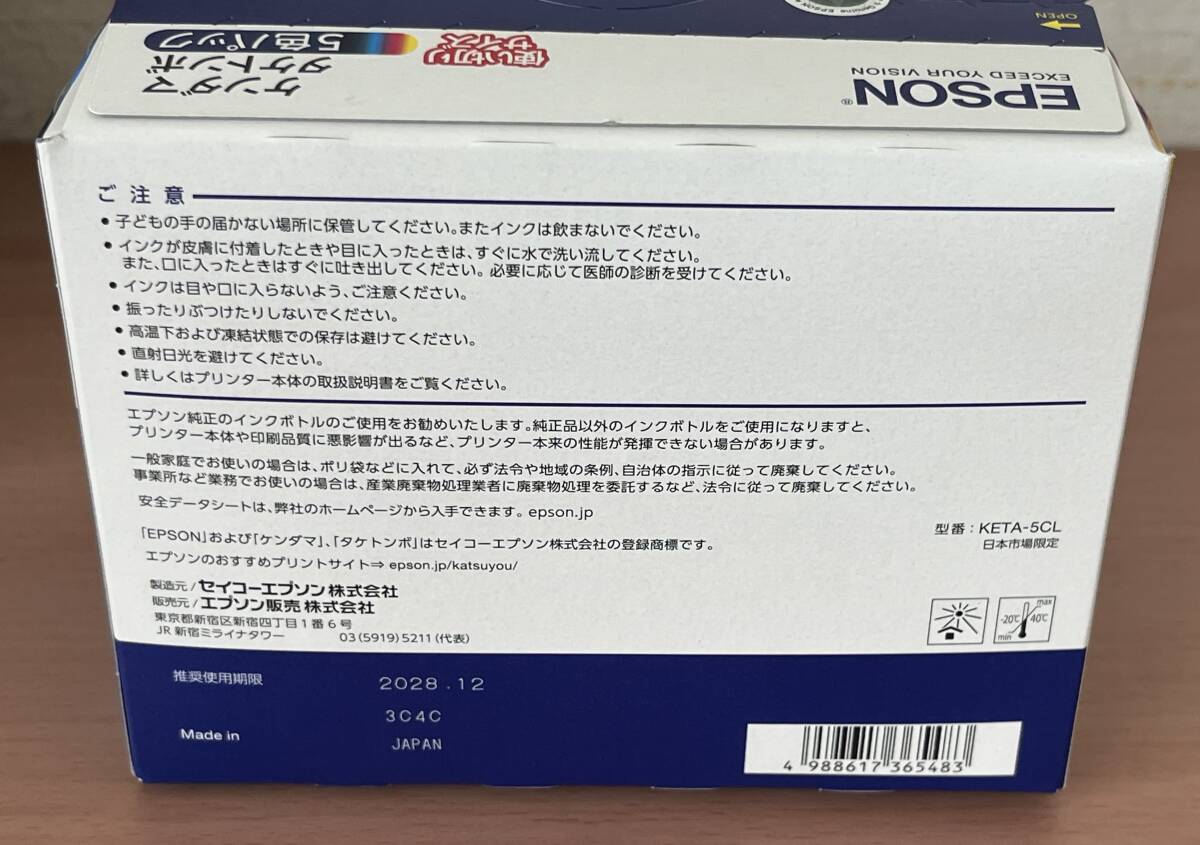 Genuine EPSON
OPEN
EPSON®
EXCEED YOUR VISION
使い切り
サイズ
ケンダマ
タケトンボ
5色パック
ご注意
• 子どもの手の届かない場所に保管してください。またインクは飲まないでください。
• インクが皮膚に付着したときや目に入ったときは、すぐに水で洗い流してください。
また、口に入ったときはすぐに吐き出してください。必要に応じて医師の診断を受けてください。
• インクは目や口に入らないよう、ご注意ください。
• 振ったりぶつけたりしないでください。
• 高温下および凍結状態での保存は避けてください。
• 直射日光を避けてください。
• 詳しくはプリンター本体の取扱説明書をご覧ください。
エプソン純正のインクボトルのご使用をお勧めいたします。純正品以外のインクボトルをご使用になりますと、
プリンター本体や印刷品質に悪影響が出るなど、プリンター本来の性能が発揮できない場合があります。
一般家庭でお使いの場合は、ポリ袋などに入れて、必ず法令や地域の条例、自治体の指示に従って廃棄してください。
事業所など業務でお使いの場合は、産業廃棄物処理業者に廃棄物処理を委託するなど、法令に従って廃棄してください。
安全データシートは、弊社のホームページから入手できます。epson.jp
「EPSON」および「ケンダマ」、「タケトンボ」はセイコーエプソン株式会社の登録商標です。
エプソンのおすすめプリントサイト⇒ epson.jp/katsuyou/
型番：KETA-5CL
日本市場限定
製造元 / セイコーエプソン株式会社
販売元 / エプソン販売 株式会社
東京都新宿区新宿四丁目1番6号
JR 新宿ミライナタワー 03(5919)5211(代表)
max
-20℃ 40℃
min
推奨使用期限 2028.12
3C4C
Made in JAPAN
4 988617 365483